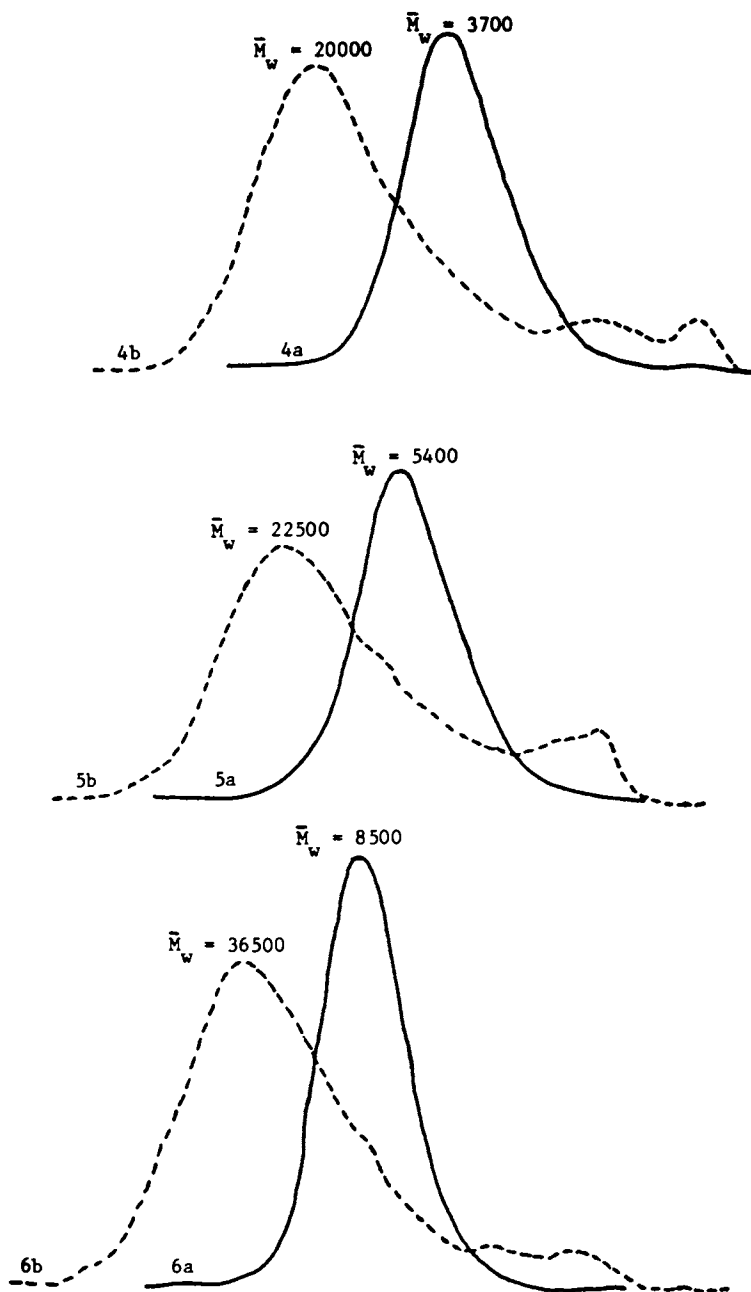 M̄w = 3700
M̄w = 20000
4b
4a
M̄w = 5400
M̄w = 22500
5b
5a
M̄w = 8500
M̄w = 36500
6b
6a